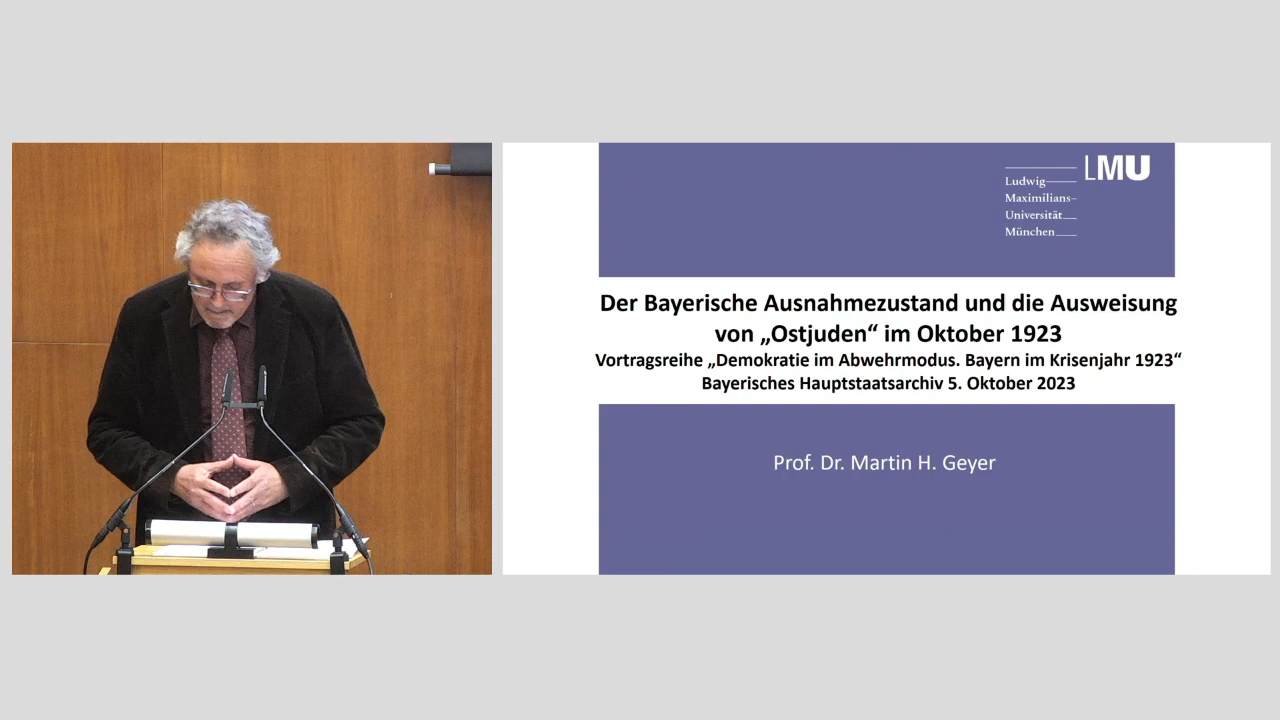 LMU
Ludwig
Maximilians
Universität
München
Der Bayerische Ausnahmezustand und die Ausweisung
von „Ostjuden“ im Oktober 1923
Vortragsreihe „Demokratie im Abwehrmodus. Bayern im Krisenjahr 1923“
Bayerisches Hauptstaatsarchiv 5. Oktober 2023
Prof. Dr. Martin H. Geyer